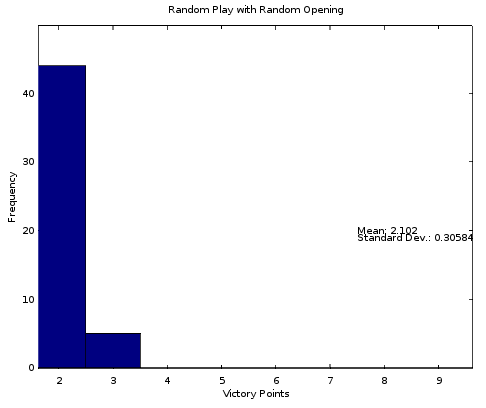 Random Play with Random Opening
Frequency
40
30
20
10
0
Mean: 2.102
Standard Dev.: 0.30584
2 3 4 5 6 7 8 9
Victory Points